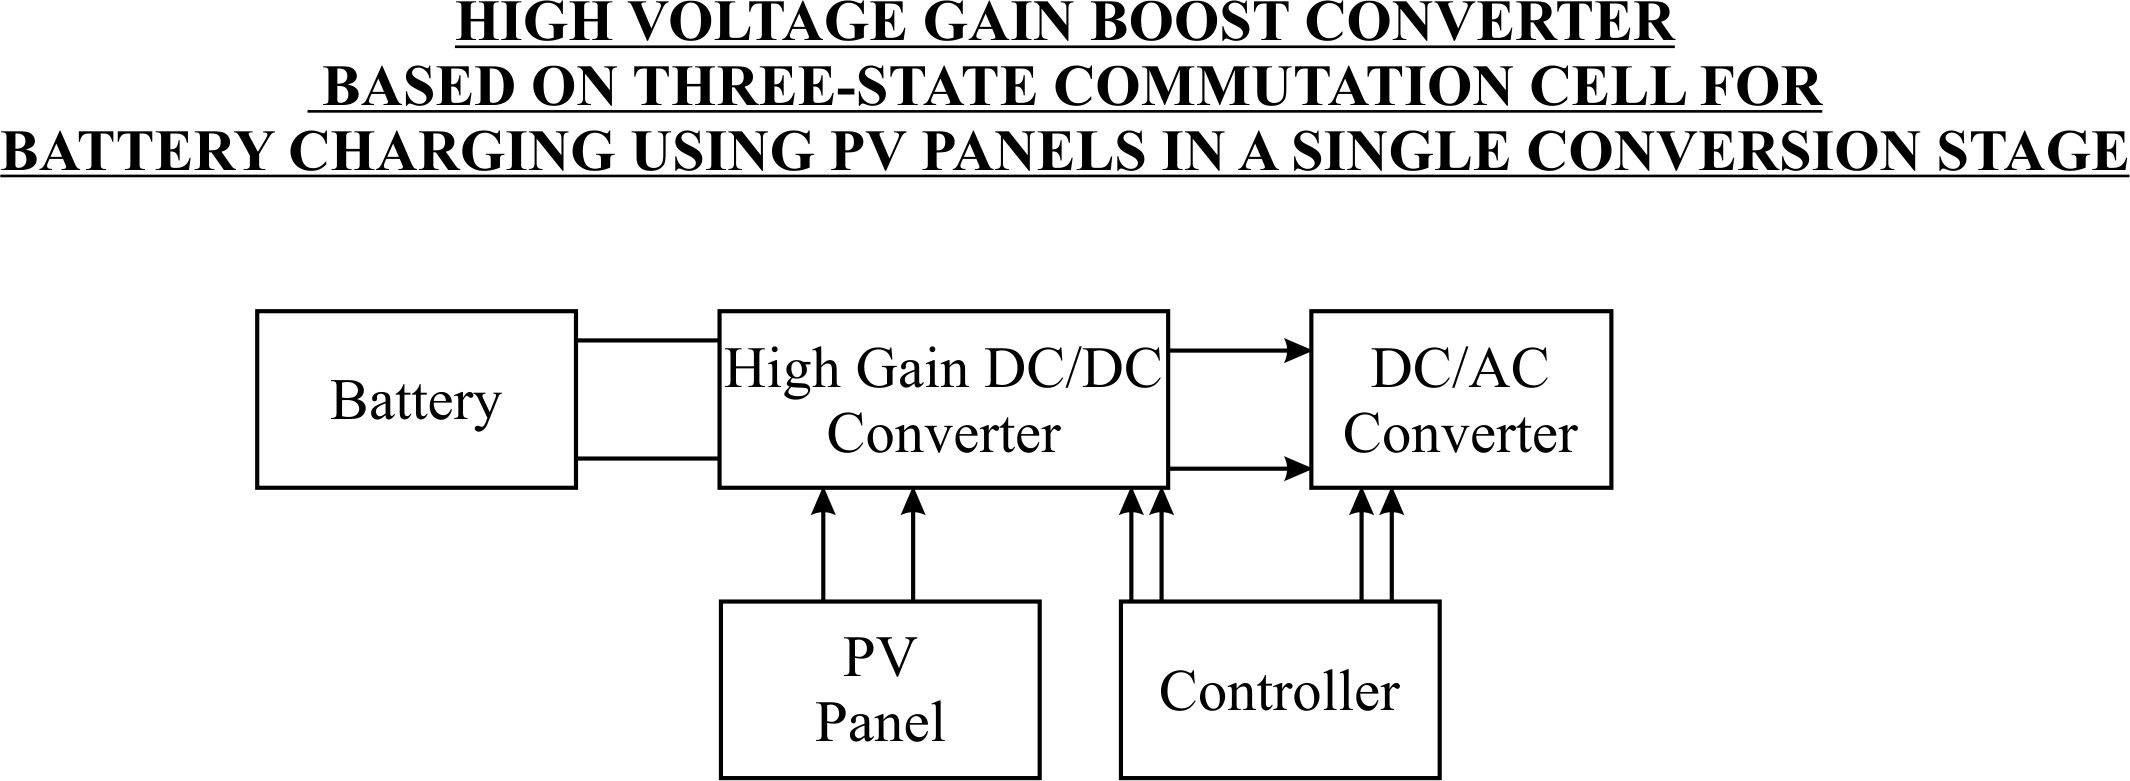 HIGH VOLTAGE GAIN BOOST CONVERTER
BASED ON THREE-STATE COMMUTATION CELL FOR
BATTERY CHARGING USING PV PANELS IN A SINGLE CONVERSION STAGE
Battery
High Gain DC/DC
Converter
DC/AC
Converter
PV
Panel
Controller